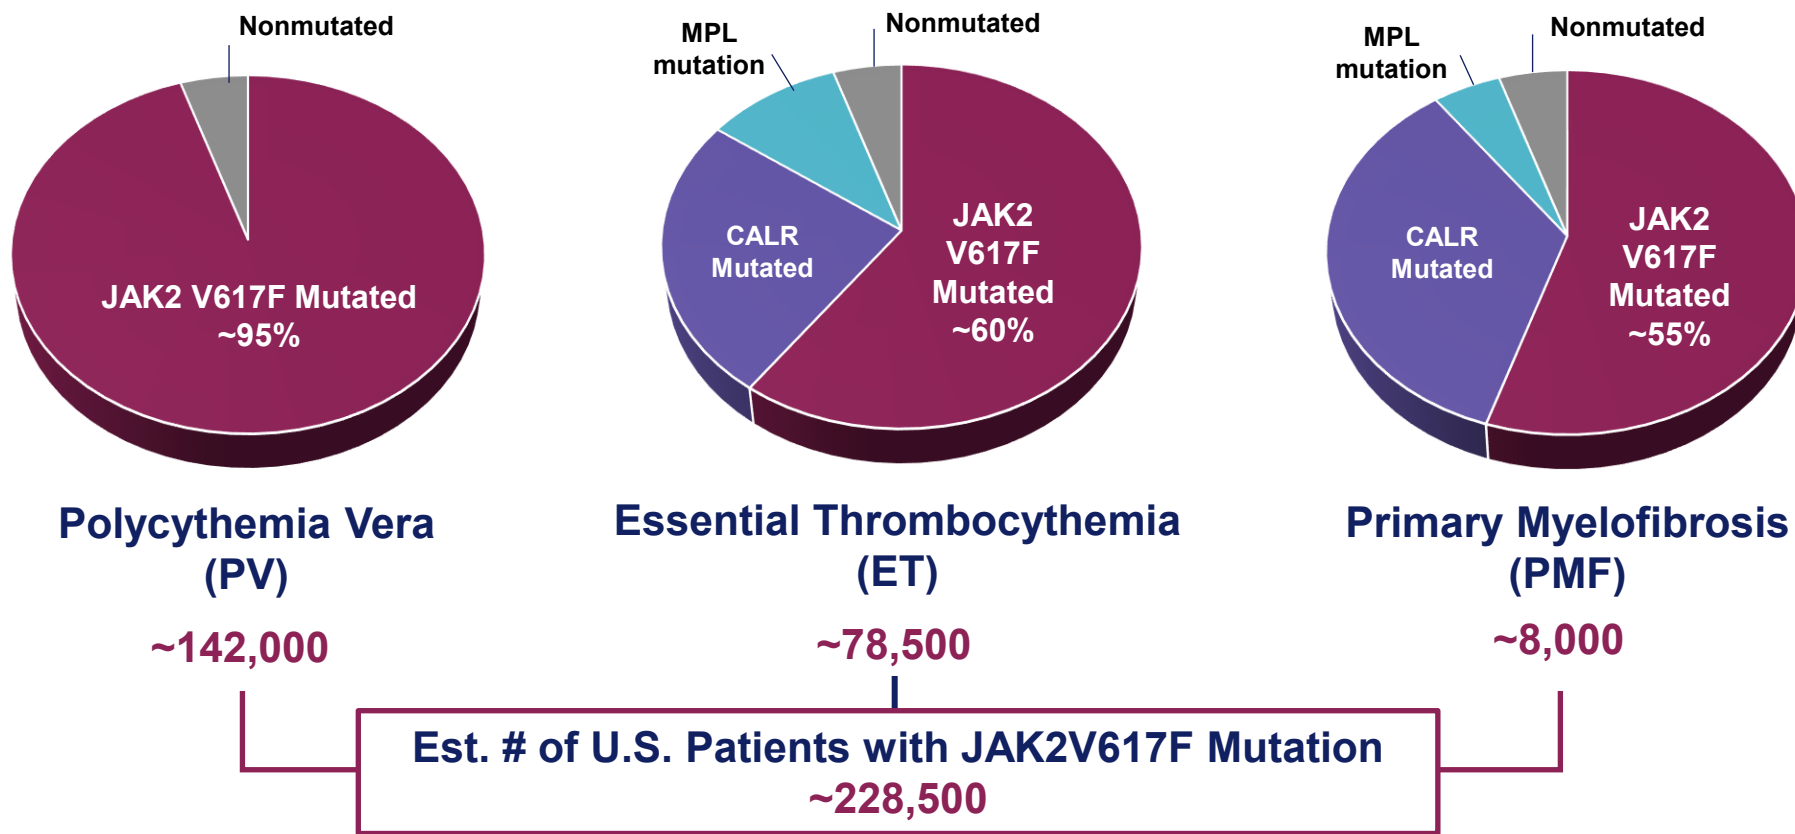 Nonmutated
JAK2 V617F Mutated
~95%
Polycythemia Vera
(PV)
~142,000
MPL
mutation
Nonmutated
CALR
Mutated
JAK2
V617F
Mutated
~60%
Essential Thrombocythemia
(ET)
~78,500
MPL
mutation
Nonmutated
CALR
Mutated
JAK2
V617F
Mutated
~55%
Primary Myelofibrosis
(PMF)
~8,000
Est. # of U.S. Patients with JAK2V617F Mutation
~228,500